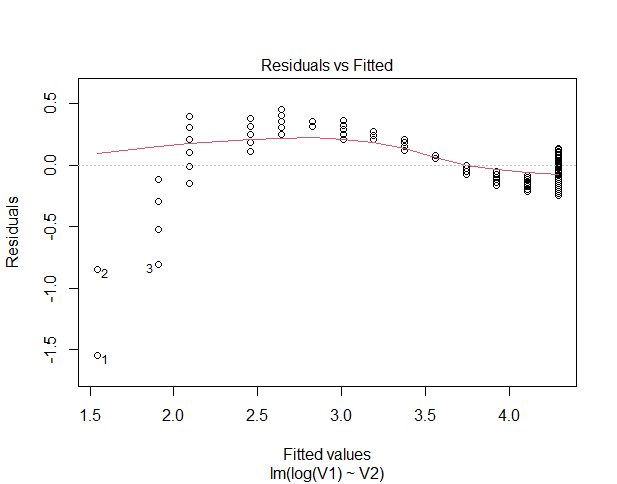 Residuals vs Fitted
0.5
0.0
-0.5
-1.0
-1.5
Residuals
2
3
1
1.5 2.0 2.5 3.0 3.5 4.0
Fitted values
lm(log(V1) ~ V2)